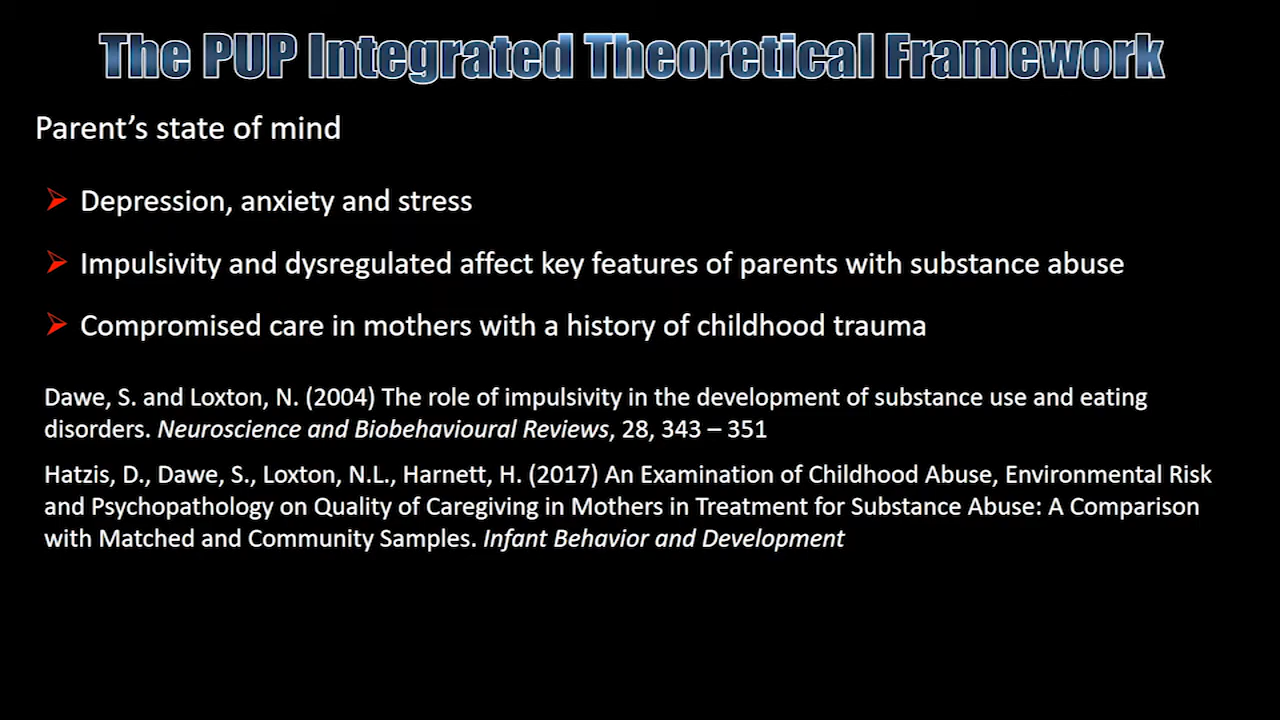 The PUP Integrated Theoretical Framework
Parent’s state of mind
Depression, anxiety and stress
Impulsivity and dysregulated affect key features of parents with substance abuse
Compromised care in mothers with a history of childhood trauma
Dawe, S. and Loxton, N. (2004) The role of impulsivity in the development of substance use and eating
disorders. Neuroscience and Biobehavioural Reviews, 28, 343 – 351
Hatzis, D., Dawe, S., Loxton, N.L., Harnett, H. (2017) An Examination of Childhood Abuse, Environmental Risk
and Psychopathology on Quality of Caregiving in Mothers in Treatment for Substance Abuse: A Comparison
with Matched and Community Samples. Infant Behavior and Development